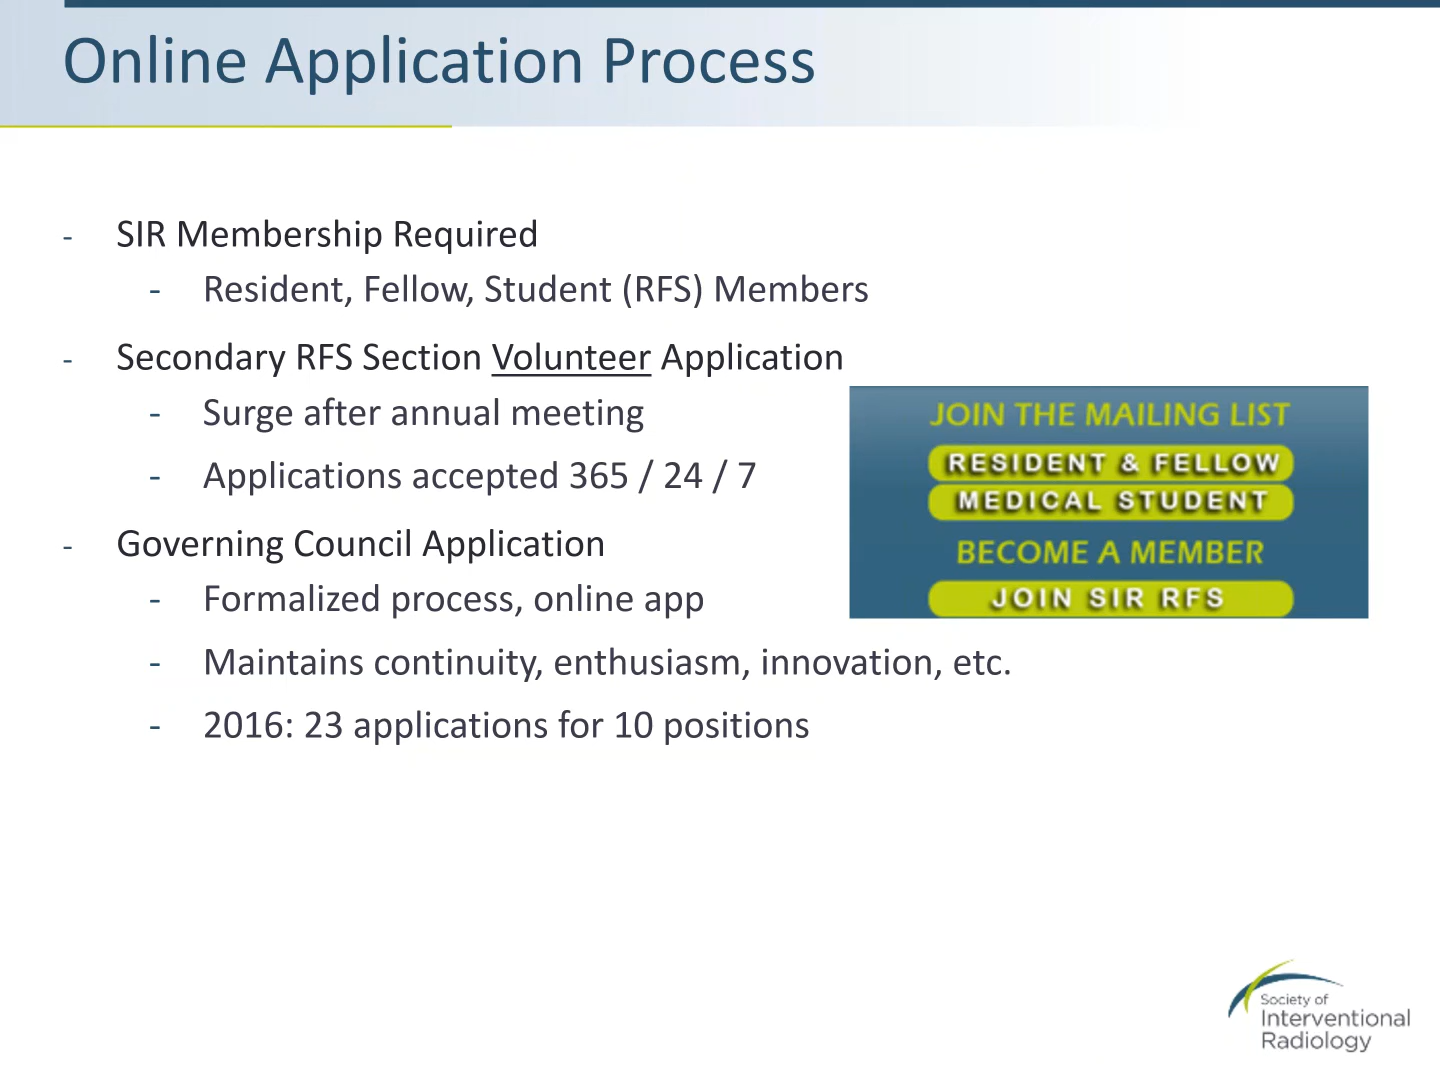 Online Application Process
- SIR Membership Required
- Resident, Fellow, Student (RFS) Members
- Secondary RFS Section Volunteer Application
- Surge after annual meeting
- Applications accepted 365 / 24 / 7
- Governing Council Application
- Formalized process, online app
- Maintains continuity, enthusiasm, innovation, etc.
- 2016: 23 applications for 10 positions
JOIN THE MAILING LIST
RESIDENT & FELLOW
MEDICAL STUDENT
BECOME A MEMBER
JOIN SIR RFS
Society of
Interventional
Radiology